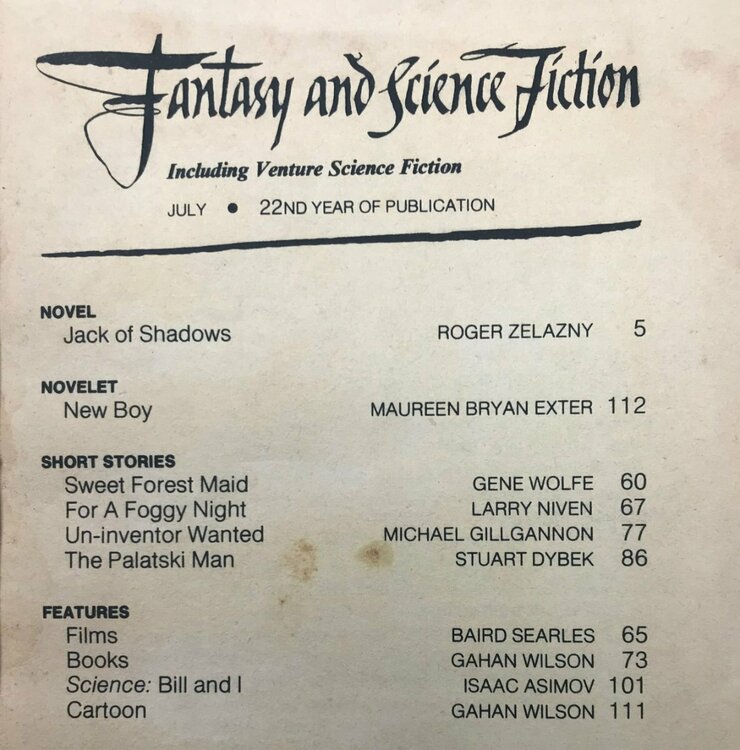 Fantasy and Science Fiction
Including Venture Science Fiction
JULY • 22ND YEAR OF PUBLICATION
NOVEL
Jack of Shadows ROGER ZELAZNY 5
NOVELET
New Boy MAUREEN BRYAN EXTER 112
SHORT STORIES
Sweet Forest Maid GENE WOLFE 60
For A Foggy Night LARRY NIVEN 67
Un-inventor Wanted MICHAEL GILLGANNON 77
The Palatski Man STUART DYBEK 86
FEATURES
Films BAIRD SEARLES 65
Books GAHAN WILSON 73
Science: Bill and I ISAAC ASIMOV 101
Cartoon GAHAN WILSON 111